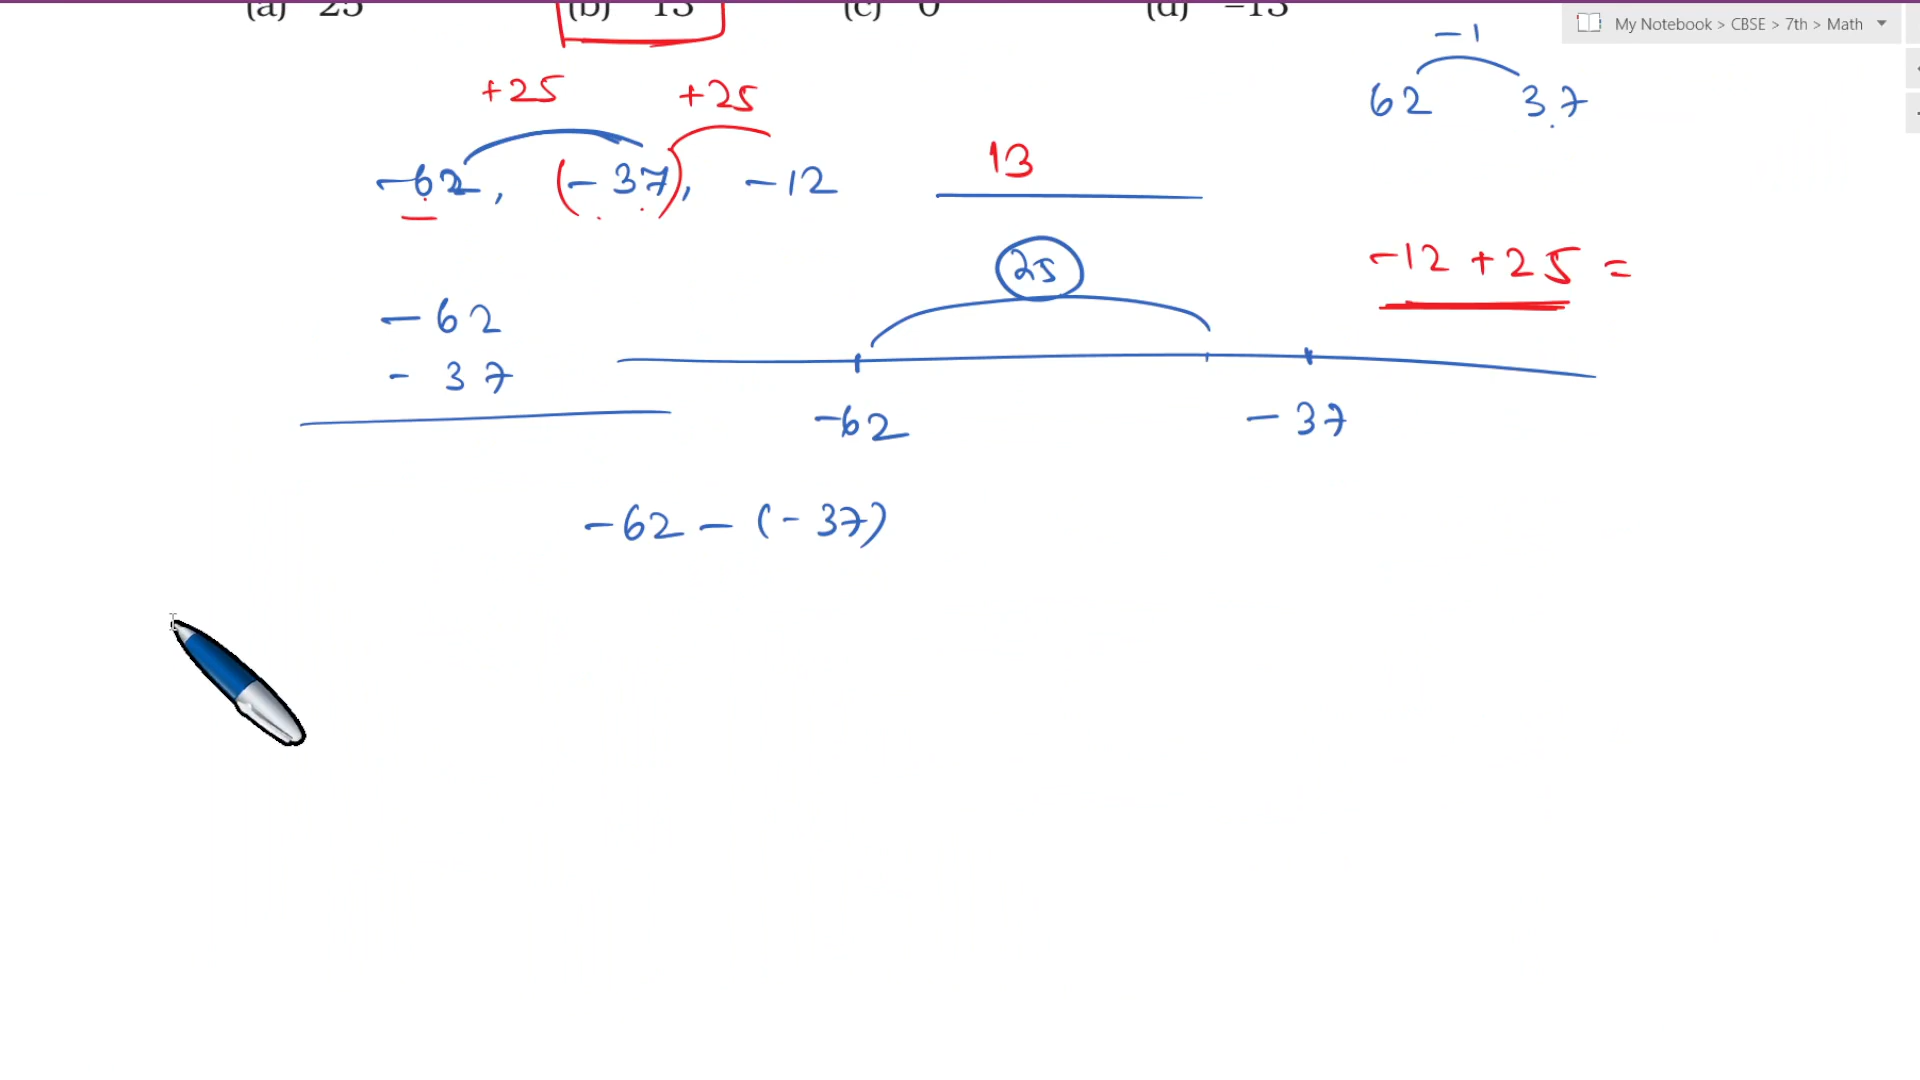 (a) 25 (b) 13 (c) 0 (d) –13
My Notebook > CBSE > 7th > Math
-1
62 37
+25 +25
-62, (-37), -12 13
25
-12 +25 =
-62
- 37
-62 - 37
-62 - (- 37)